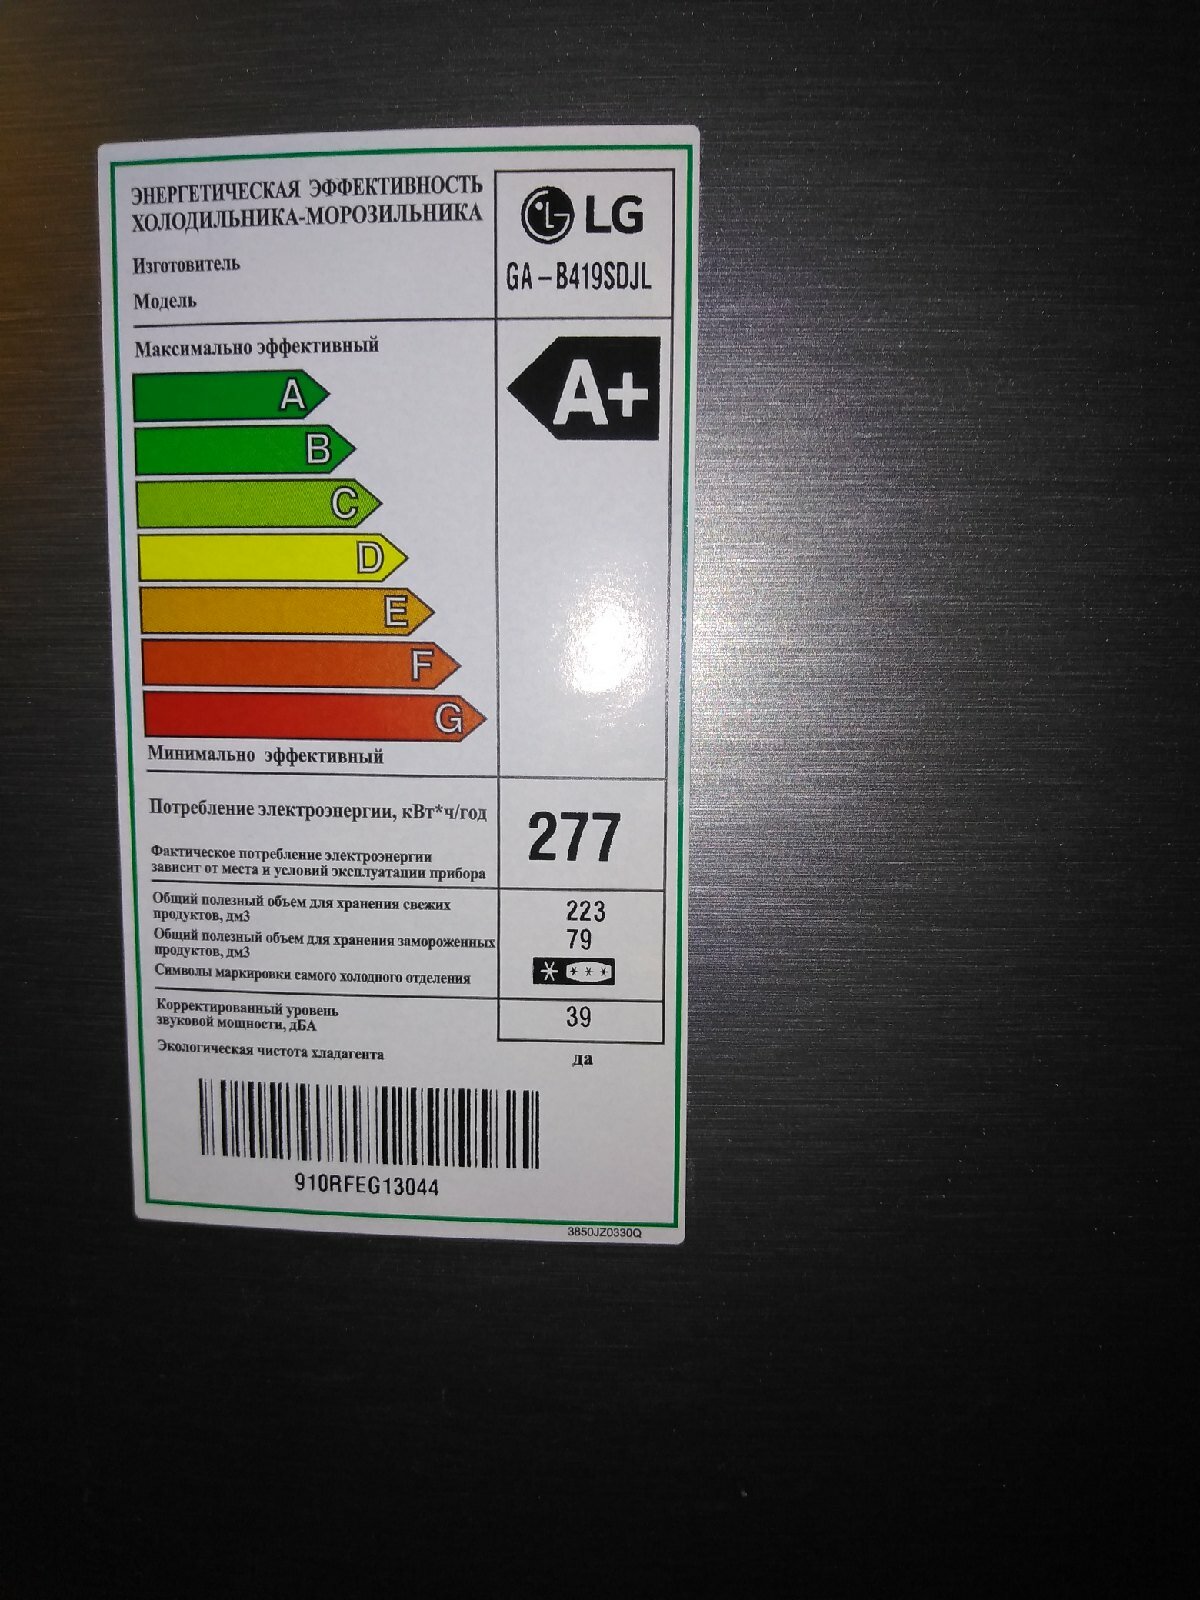 ЭНЕРГЕТИЧЕСКАЯ ЭФФЕКТИВНОСТЬ
ХОЛОДИЛЬНИКА-МОРОЗИЛЬНИКА
LG
Изготовитель
GA-B419SDJL
Модель
Максимально эффективный
A+
A
B
C
D
E
F
G
Минимально эффективный
Потребление электроэнергии, кВт*ч/год
277
Фактическое потребление электроэнергии
зависит от места и условий эксплуатации прибора
Общий полезный объем для хранения свежих
продуктов, дм3
223
Общий полезный объем для хранения замороженных
продуктов, дм3
79
Символы маркировки самого холодного отделения
Корректированный уровень
звуковой мощности, дБА
39
Экологическая чистота хладагента
да
910RFEG13044
3850JZ0330Q